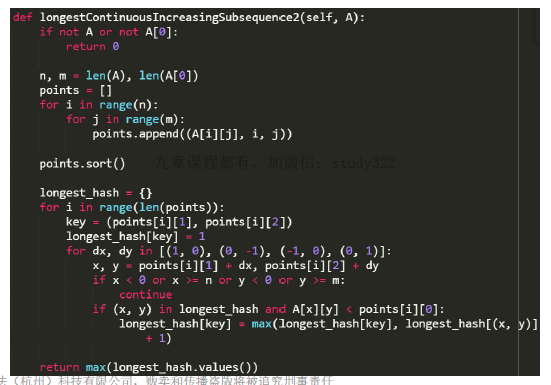 def longestContinuousIncreasingSubsequence2(self, A):
    if not A or not A[0]:
        return 0
    n, m = len(A), len(A[0])
    points = []
    for i in range(n):
        for j in range(m):
            points.append((A[i][j], i, j))
    points.sort()
九章课程都有，加微信：study322
    longest_hash = {}
    for i in range(len(points)):
        key = (points[i][1], points[i][2])
        longest_hash[key] = 1
        for dx, dy in [(1, 0), (0, -1), (-1, 0), (0, 1)]:
            x, y = points[i][1] + dx, points[i][2] + dy
            if x < 0 or x >= n or y < 0 or y >= m:
                continue
            if (x, y) in longest_hash and A[x][y] < points[i][0]:
                longest_hash[key] = max(longest_hash[key], longest_hash[(x, y)]
                    + 1)
    return max(longest_hash.values())
（杭州）科技有限公司，贩卖和传播盗版将被追究刑事责任